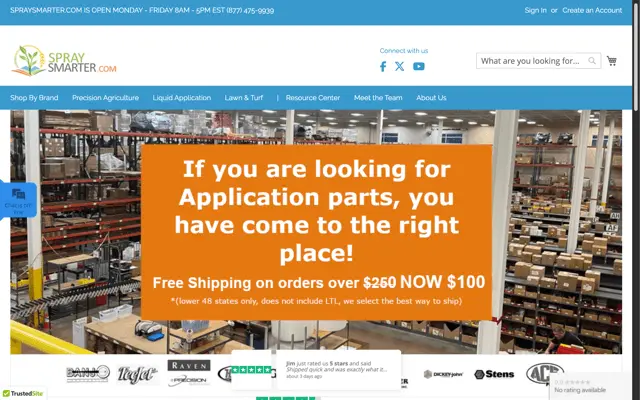 SPRAYSMARTER.COM IS OPEN MONDAY - FRIDAY 8AM - 5PM EST (877) 475-9939
Sign In or Create an Account
SPRAY
SMARTER.COM
Connect with us
What are you looking for...
Shop By Brand Precision Agriculture Liquid Application Lawn & Turf | Resource Center Meet the Team About Us
If you are looking for
Application parts, you
have come to the right
place!
Free Shipping on orders over $250 NOW $100
*(lower 48 states only, does not include LTL, we select the best way to ship)
BANJO TeeJet RAVEN PRECISION DICKEY-john Stens ACE
Jim just rated us 5 stars and said
Shipped quick and was exactly what it...
about 3 days ago
No rating available
TrustedSite